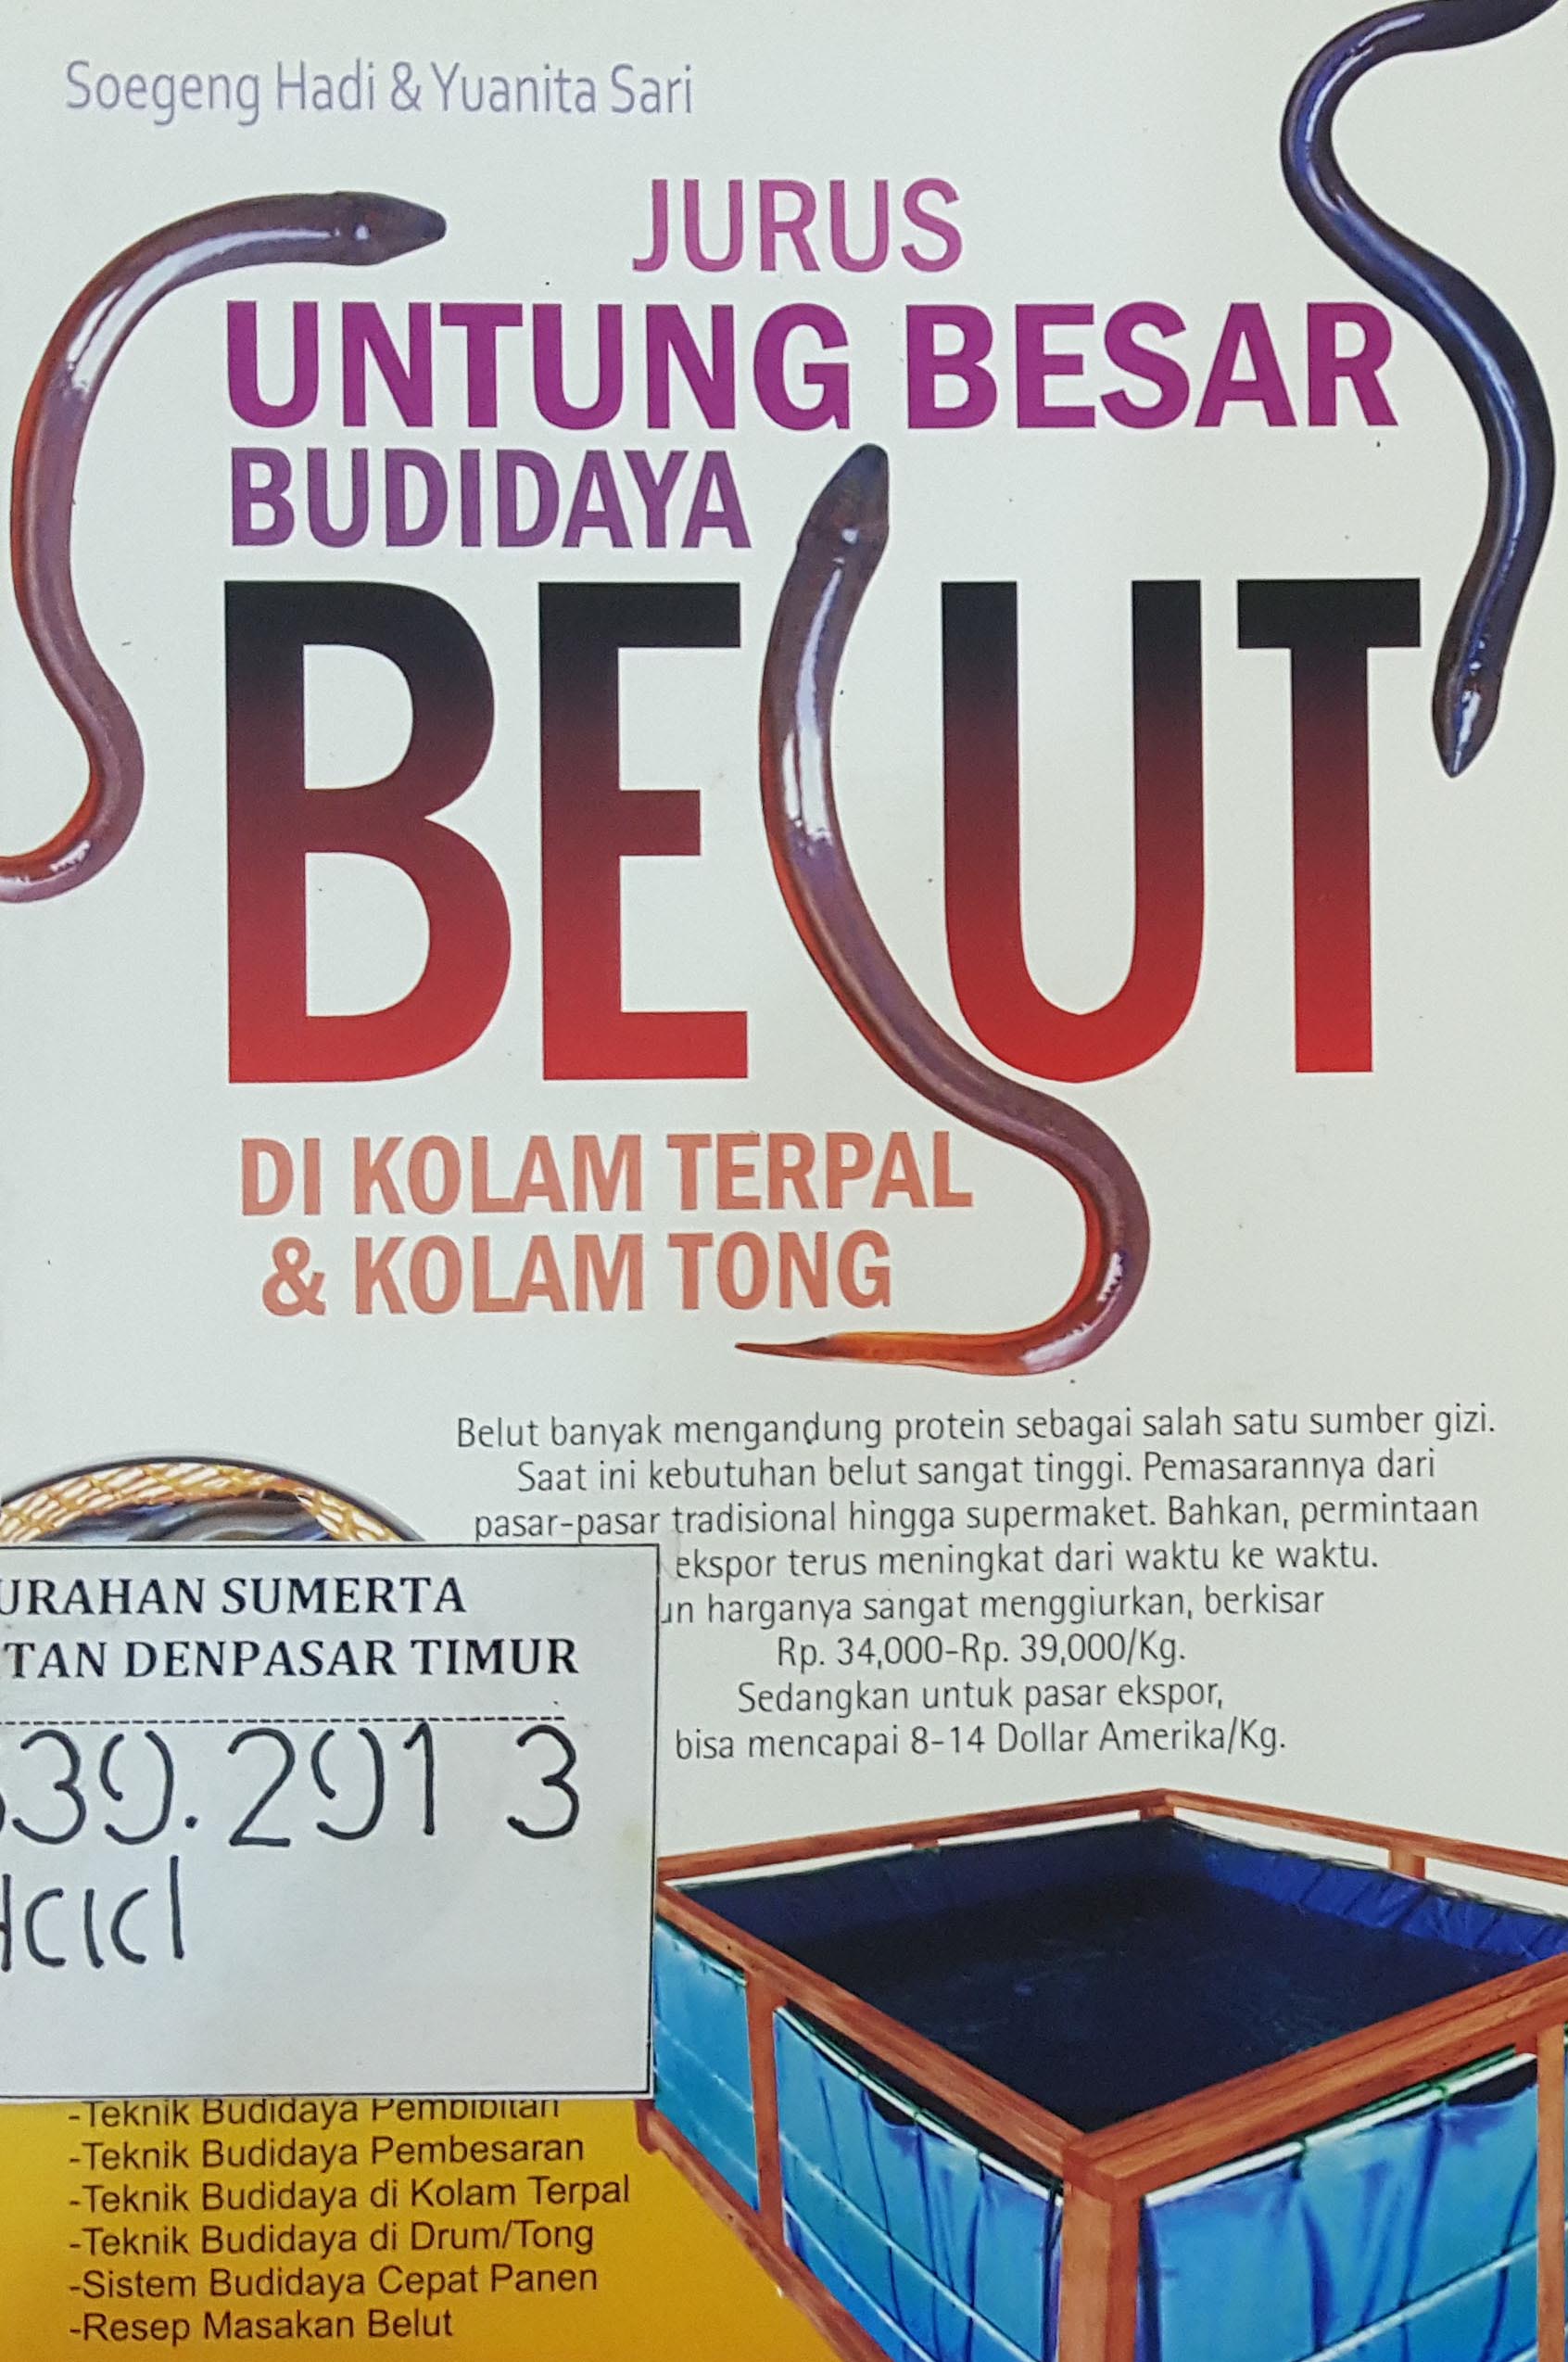 Soegeng Hadi & Yuanita Sari
JURUS
UNTUNG BESAR
BUDIDAYA
BELUT
DI KOLAM TERPAL
& KOLAM TONG
Belut banyak mengandung protein sebagai salah satu sumber gizi.
Saat ini kebutuhan belut sangat tinggi. Pemasarannya dari
pasar-pasar tradisional hingga supermaket. Bahkan, permintaan
ekspor terus meningkat dari waktu ke waktu.
harganya sangat menggiurkan, berkisar
Rp. 34,000-Rp. 39,000/Kg.
Sedangkan untuk pasar ekspor,
bisa mencapai 8-14 Dollar Amerika/Kg.
URAHAN SUMERTA
TAN DENPASAR TIMUR
39.291 3
-Teknik Budidaya Pembibitan
-Teknik Budidaya Pembesaran
-Teknik Budidaya di Kolam Terpal
-Teknik Budidaya di Drum/Tong
-Sistem Budidaya Cepat Panen
-Resep Masakan Belut